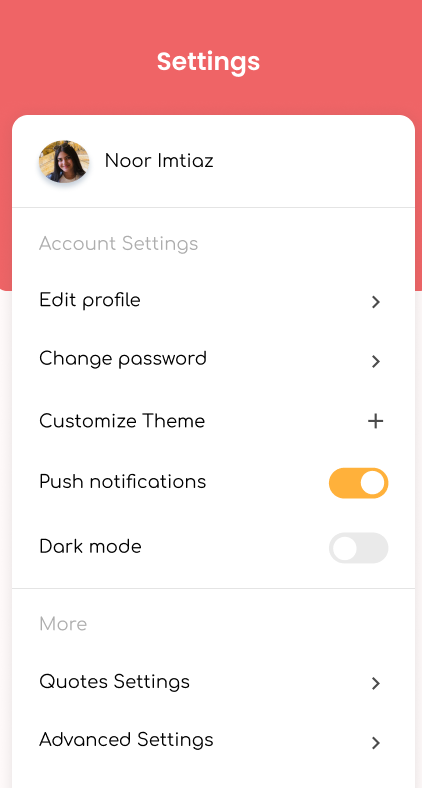 Settings
Noor Imtiaz
Account Settings
Edit profile
Change password
Customize Theme
Push notifications
Dark mode
More
Quotes Settings
Advanced Settings